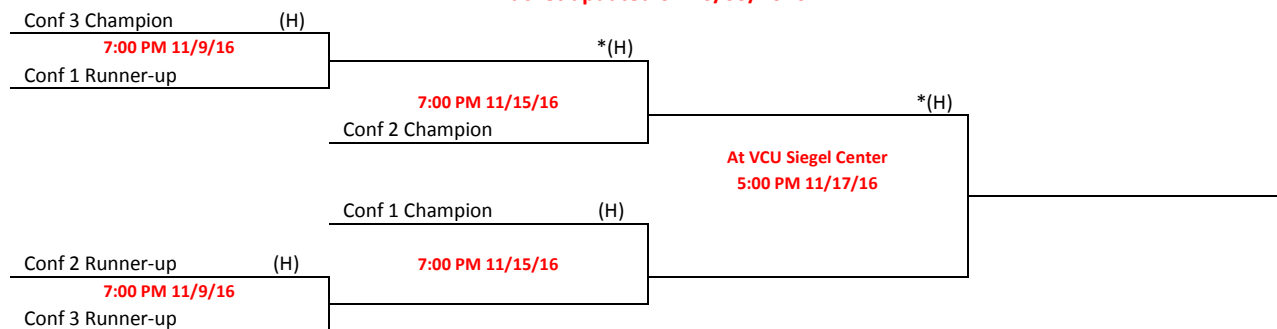 Conf 3 Champion (H)
7:00 PM 11/9/16
*(H)
Conf 1 Runner-up
7:00 PM 11/15/16
*(H)
Conf 2 Champion
At VCU Siegel Center
5:00 PM 11/17/16
Conf 1 Champion (H)
Conf 2 Runner-up (H)
7:00 PM 11/15/16
7:00 PM 11/9/16
Conf 3 Runner-up